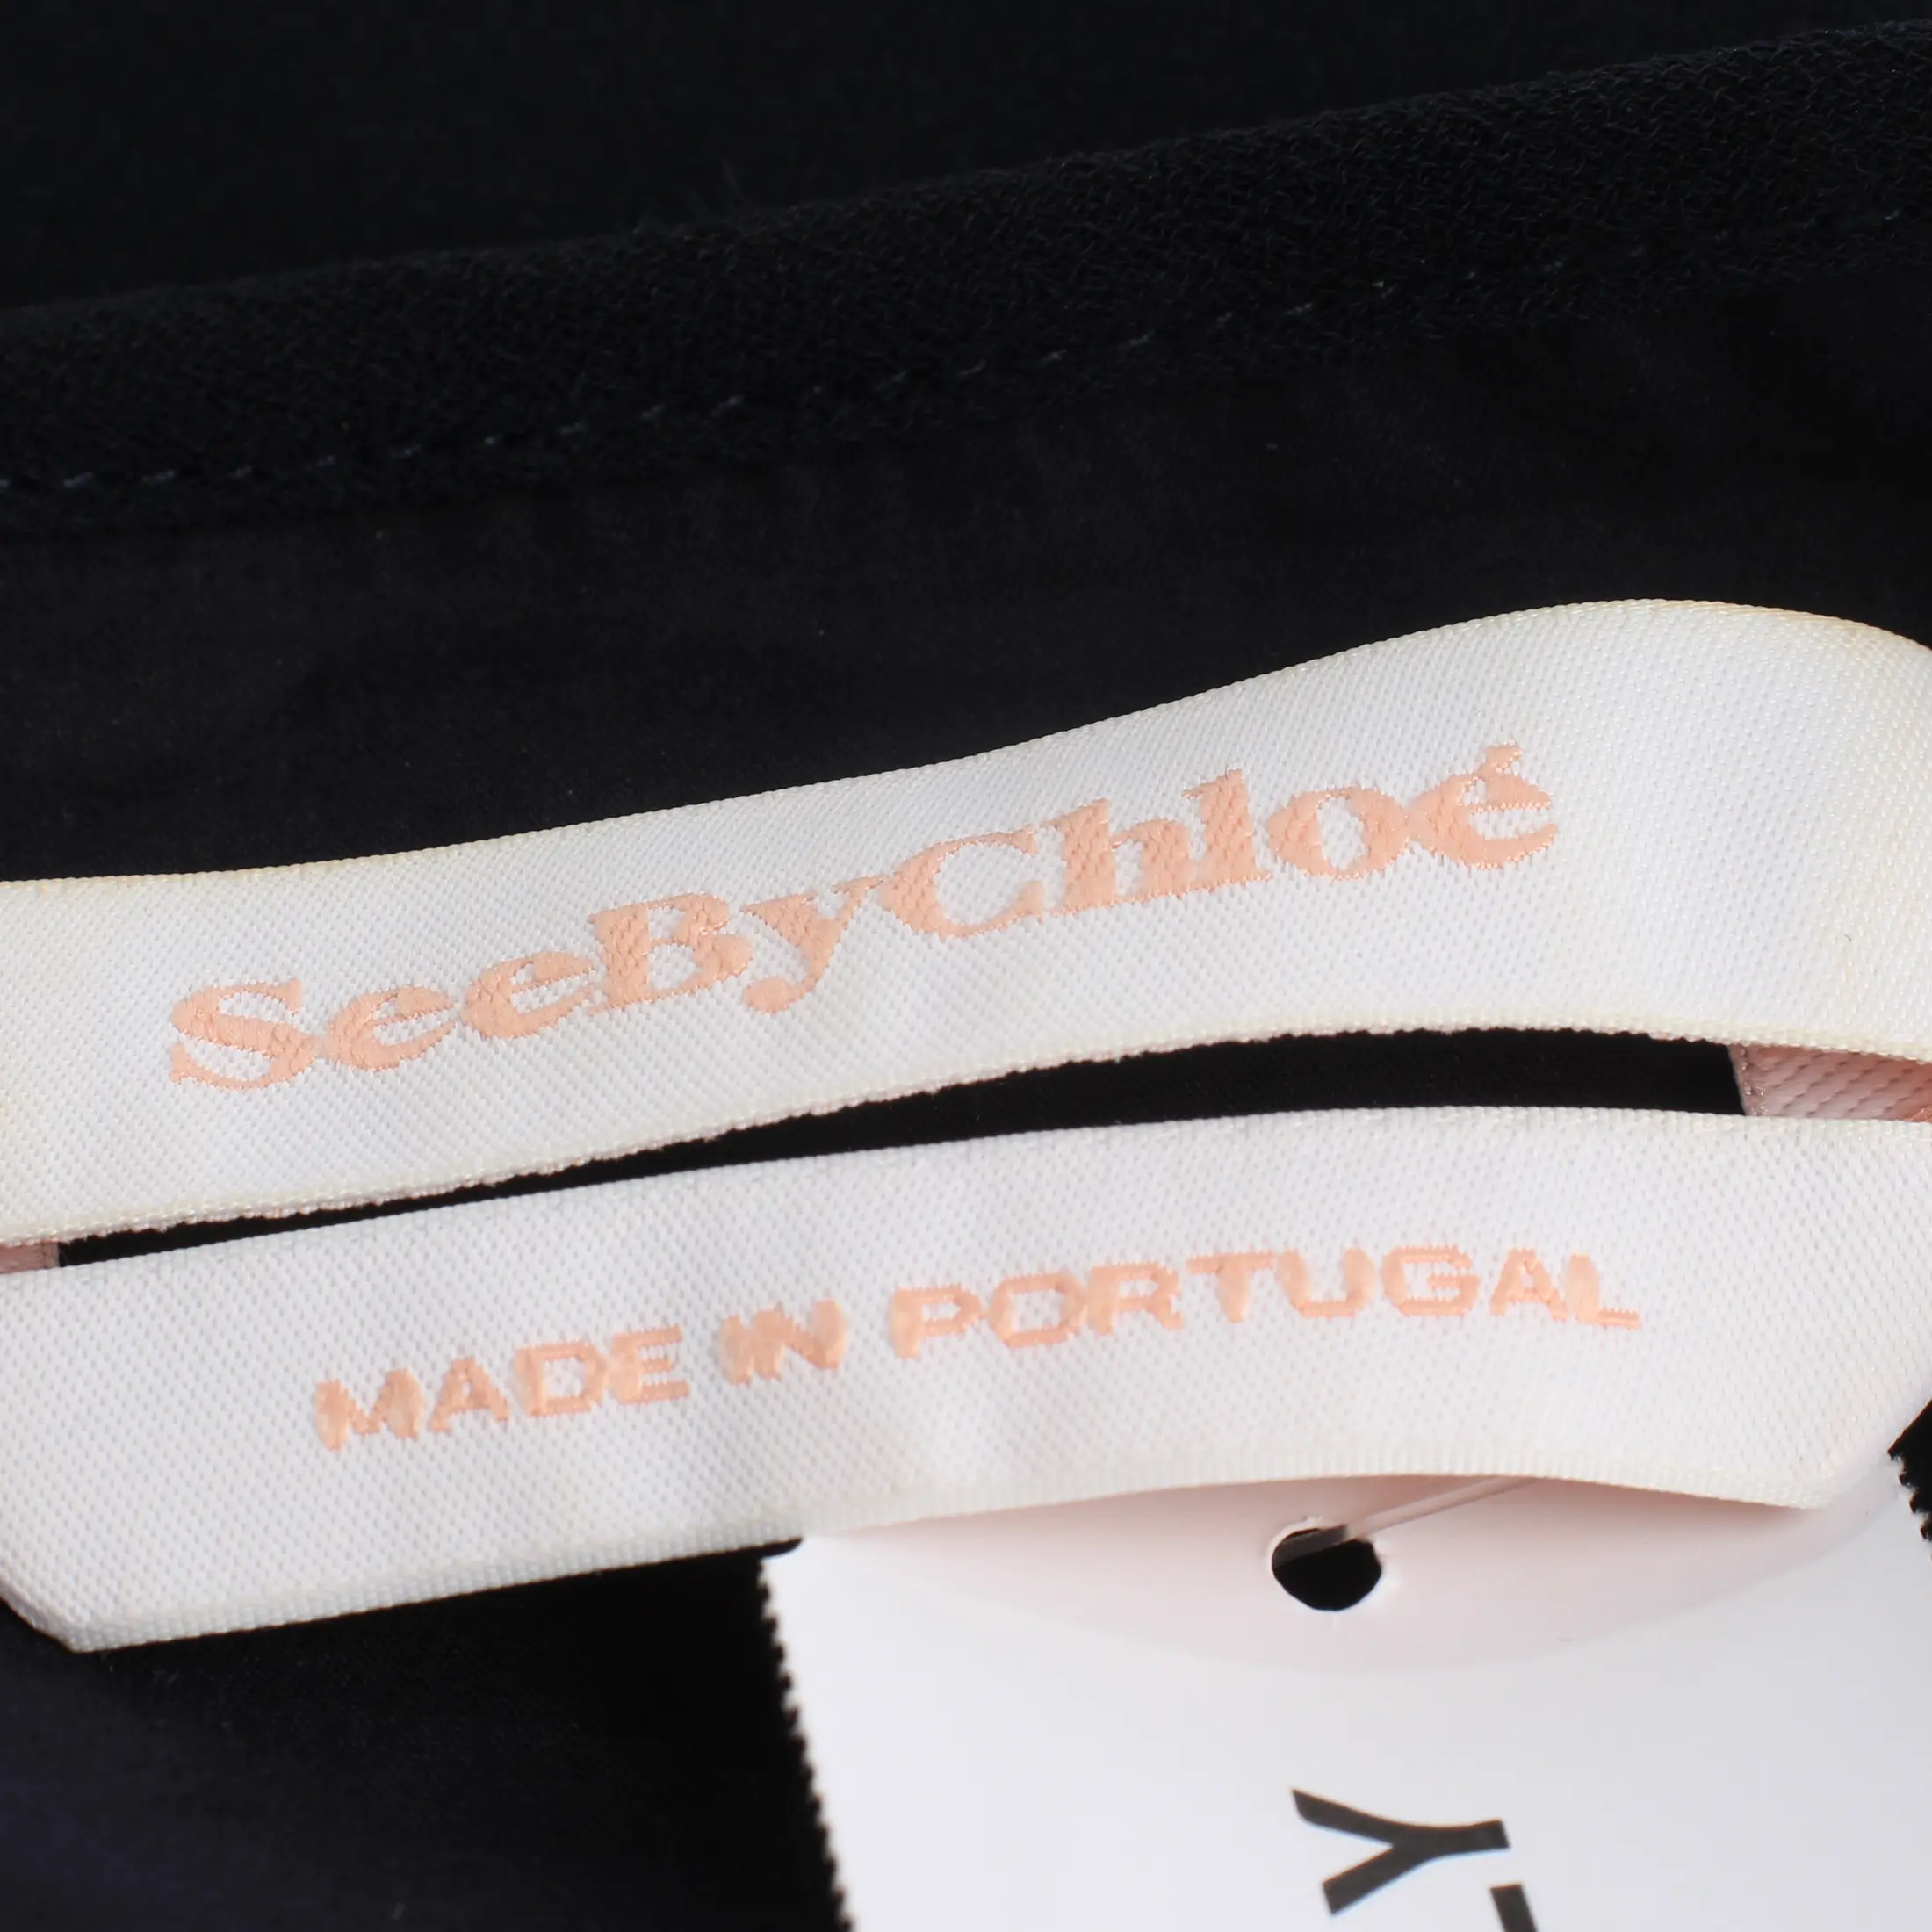 SeeByChloé
MADE IN PORTUGAL
Y